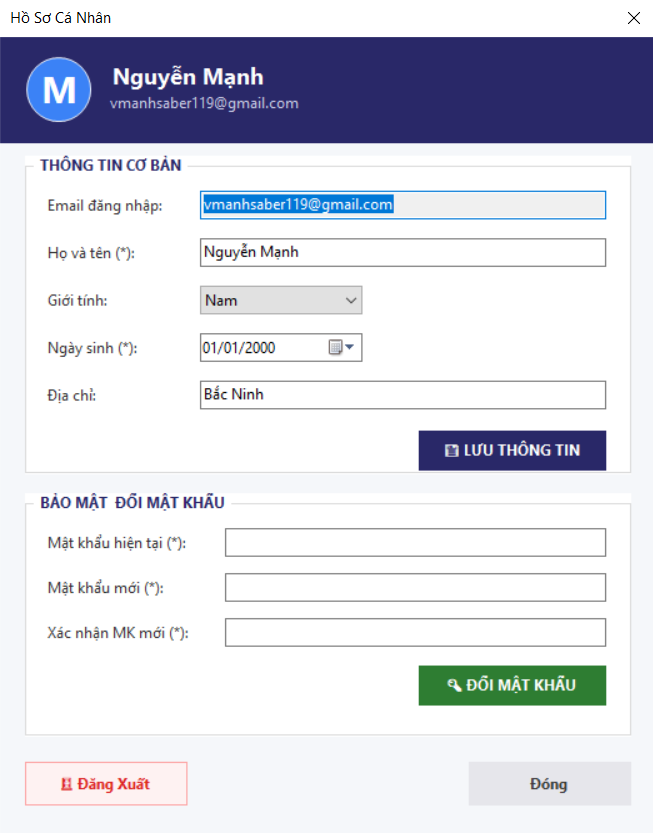 Hồ Sơ Cá Nhân
M
Nguyễn Mạnh
vmanhsaber119@gmail.com
THÔNG TIN CƠ BẢN
Email đăng nhập: vmanhsaber119@gmail.com
Họ và tên (*): Nguyễn Mạnh
Giới tính: Nam
Ngày sinh (*): 01/01/2000
Địa chỉ: Bắc Ninh
LƯU THÔNG TIN
BẢO MẬT ĐỔI MẬT KHẨU
Mật khẩu hiện tại (*):
Mật khẩu mới (*):
Xác nhận MK mới (*):
ĐỔI MẬT KHẨU
Đăng Xuất
Đóng